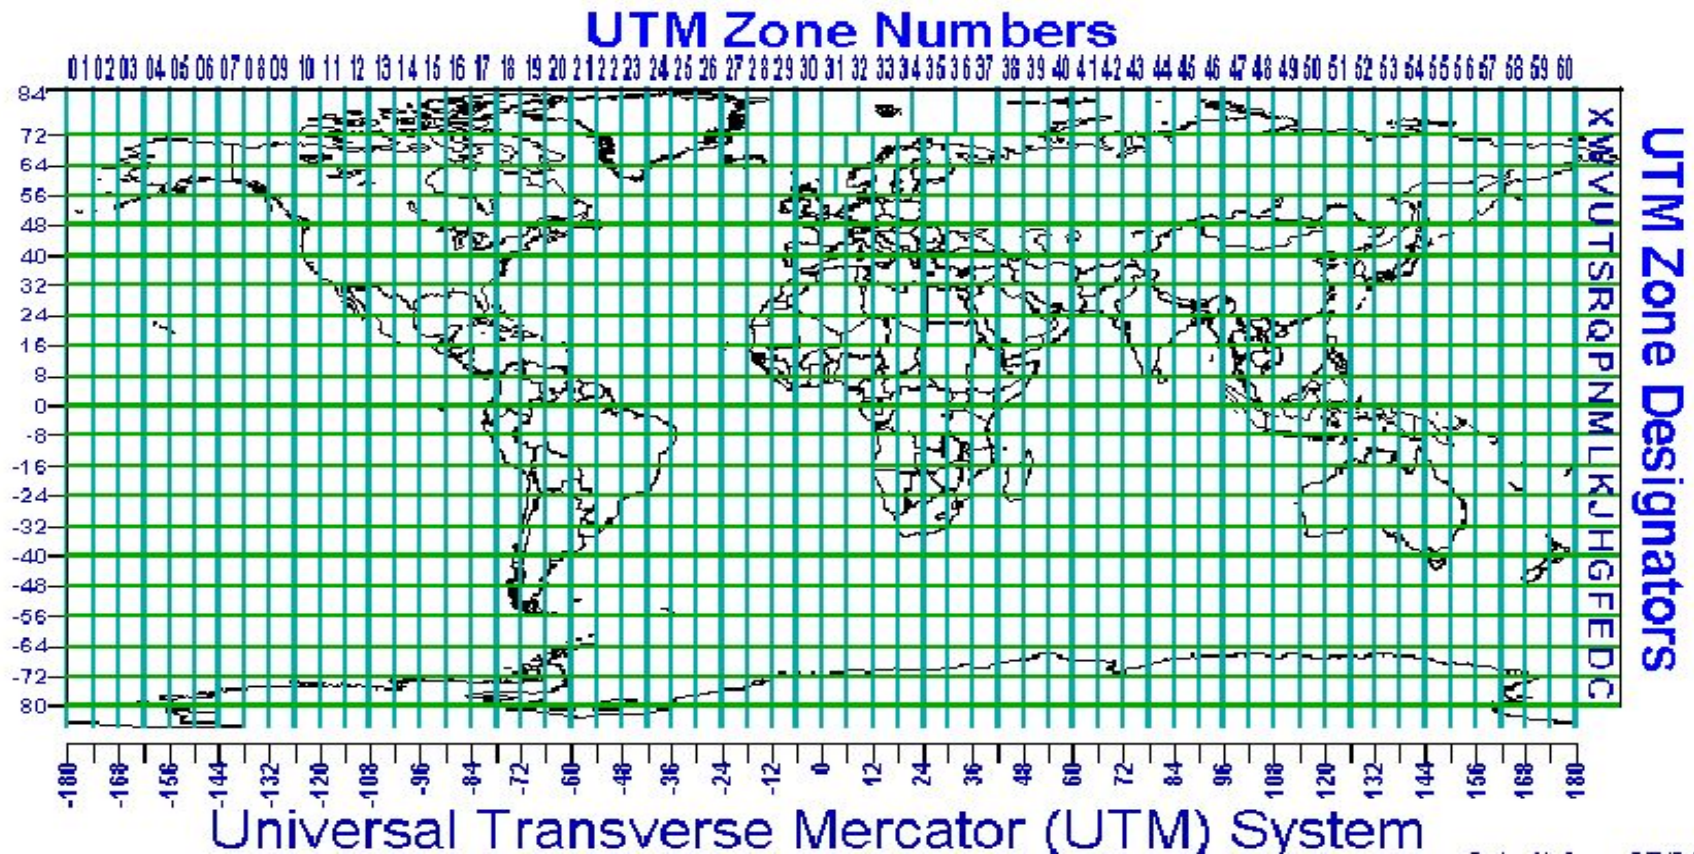 UTM Zone Numbers
01 02 03 04 05 06 07 08 09 10 11 12 13 14 15 16 17 18 19 20 21 22 23 24 25 26 27 28 29 30 31 32 33 34 35 36 37 38 39 40 41 42 43 44 45 46 47 48 49 50 51 52 53 54 55 56 57 58 59 60
84
72
64
56
48
40
32
24
16
8
0
-8
-16
-24
-32
-40
-48
-56
-64
-72
80
X
W
V
U
T
S
R
Q
P
N
M
L
K
J
H
G
F
E
D
C
UTM Zone Designators
-180 -168 -156 -144 -132 -120 -108 -96 -84 -72 -60 -48 -36 -24 -12 0 12 24 36 48 60 72 84 96 108 120 132 144 156 168 180
Universal Transverse Mercator (UTM) System